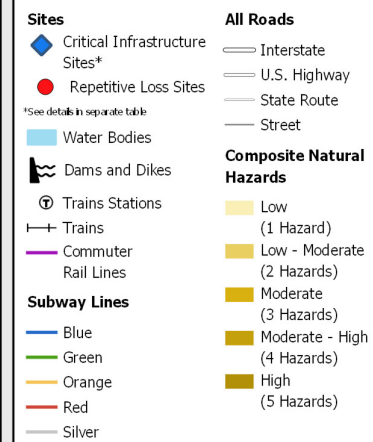 Sites
Critical Infrastructure
Sites*
Repetitive Loss Sites
*See details in separate table
Water Bodies
Dams and Dikes
T
Trains Stations
Trains
Commuter
Rail Lines
Subway Lines
Blue
Green
Orange
Red
Silver
All Roads
Interstate
U.S. Highway
State Route
Street
Composite Natural
Hazards
Low
(1 Hazard)
Low - Moderate
(2 Hazards)
Moderate
(3 Hazards)
Moderate - High
(4 Hazards)
High
(5 Hazards)